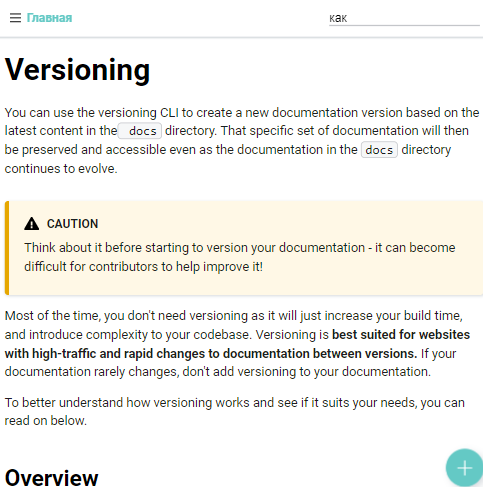 Главная
как
Versioning
You can use the versioning CLI to create a new documentation version based on the
latest content in the docs directory. That specific set of documentation will then
be preserved and accessible even as the documentation in the docs directory
continues to evolve.
CAUTION
Think about it before starting to version your documentation - it can become
difficult for contributors to help improve it!
Most of the time, you don't need versioning as it will just increase your build time,
and introduce complexity to your codebase. Versioning is best suited for websites
with high-traffic and rapid changes to documentation between versions. If your
documentation rarely changes, don't add versioning to your documentation.
To better understand how versioning works and see if it suits your needs, you can
read on below.
Overview